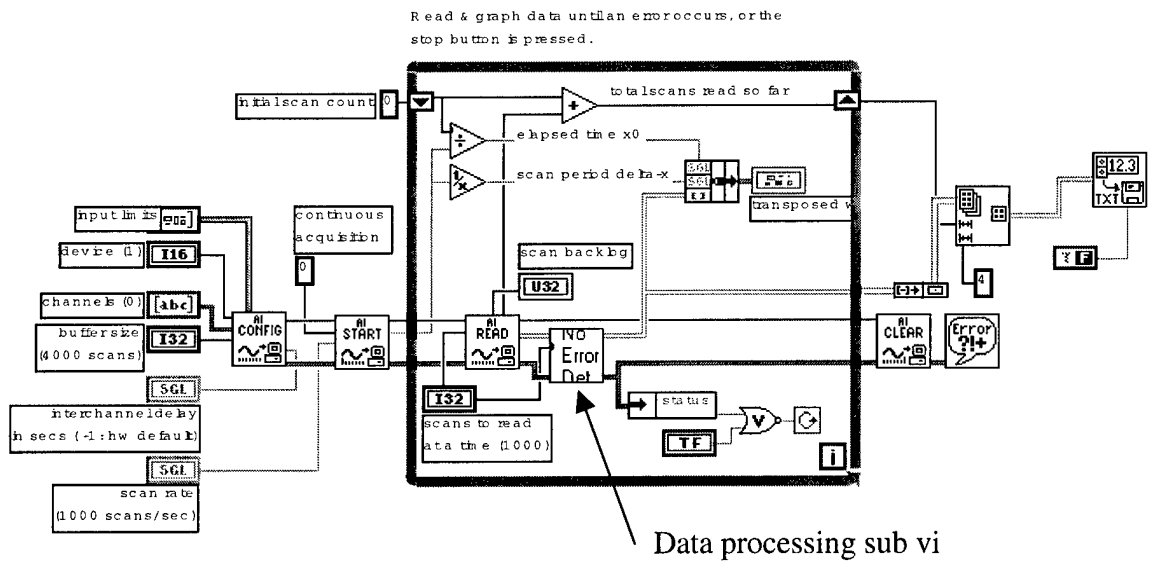 Read & graph data until an error occurs, or the
stop button is pressed.
initial scan count
0
total scans read so far
+
÷
elapsed time x0
1/x
scan period delta-x
SGL
SGL
[ ]
transposed w
12.3
TXT
input limits
continuous
acquisition
0
device (1)
I16
scan backlog
U32
F
4
channels (0)
[abc]
buffer size
(4000 scans)
I32
AI
CONFIG
AI
START
AI
READ
No
Error
Det
AI
CLEAR
Error
?!+
SGL
interchannel delay
in secs (-1: hw default)
I32
scans to read
at a time (1000)
status
V
TF
i
SGL
scan rate
(1000 scans/sec)
Data processing sub vi